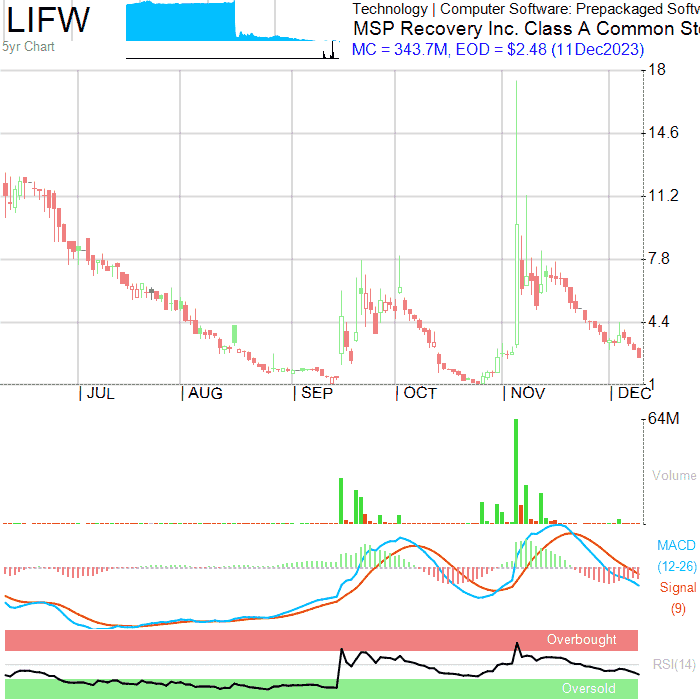 LIFW
5yr Chart
Technology | Computer Software: Prepackaged Softw
MSP Recovery Inc. Class A Common Sto
MC = 343.7M, EOD = $2.48 (11Dec2023)
18
14.6
11.2
7.8
4.4
1
JUL AUG SEP OCT NOV DEC
64M
Volume
MACD
(12-26)
Signal
(9)
Overbought
RSI(14)
Oversold